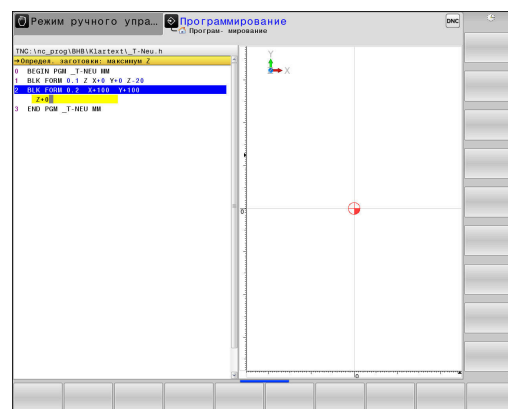 Режим ручного упра…
Программирование
Програм- мирование
DNC
TNC:\nc_prog\BHB\Klartext\_T-Neu.h
→Определ. заготовки: максимум Z
0 BEGIN PGM _T-NEU MM
1 BLK FORM 0.1 Z X+0 Y+0 Z-20
2 BLK FORM 0.2 X+100 Y+100
Z+0
3 END PGM _T-NEU MM
Y
X
0
0